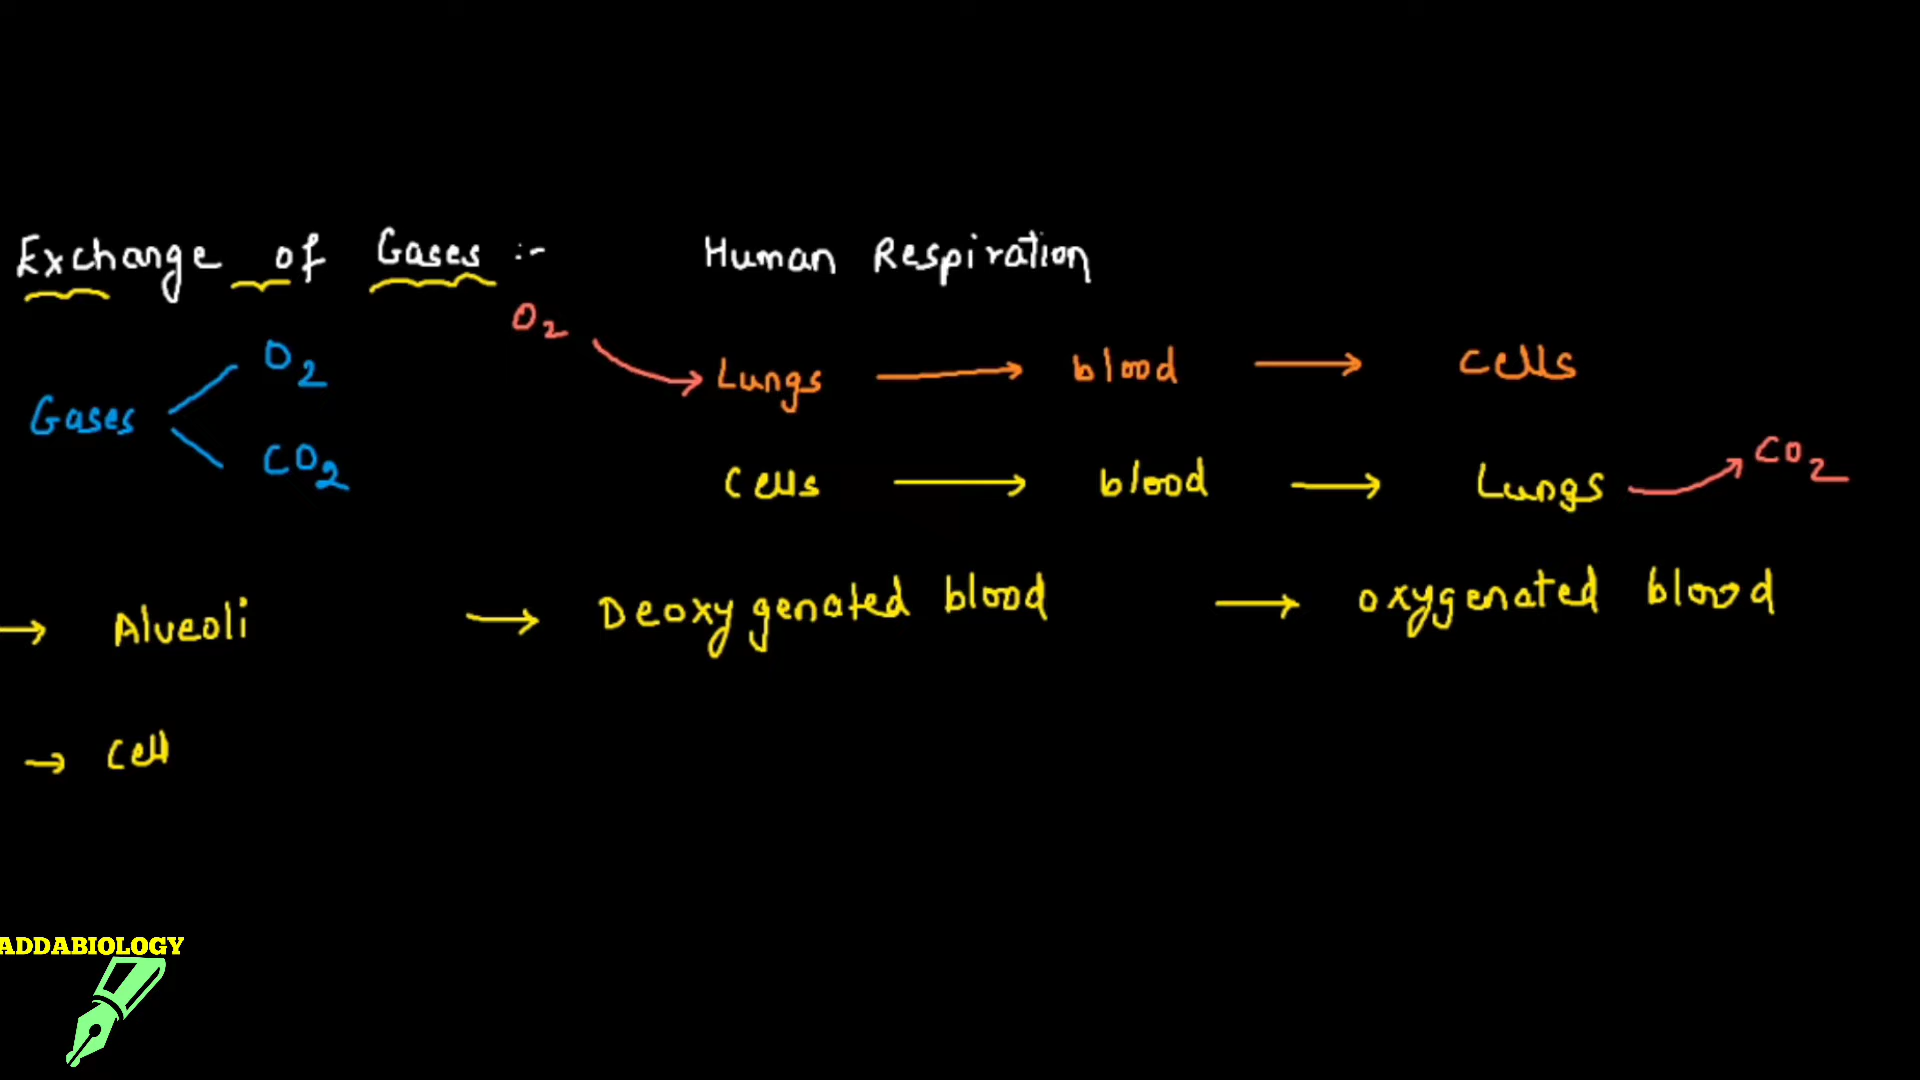 Exchange of Gases :- Human Respiration
O2 → Lungs → blood → cells
Gases O2
CO2
Cells → blood → Lungs → CO2
→ Alveoli → Deoxygenated blood → oxygenated blood
→ Cell
ADDABIOLOGY